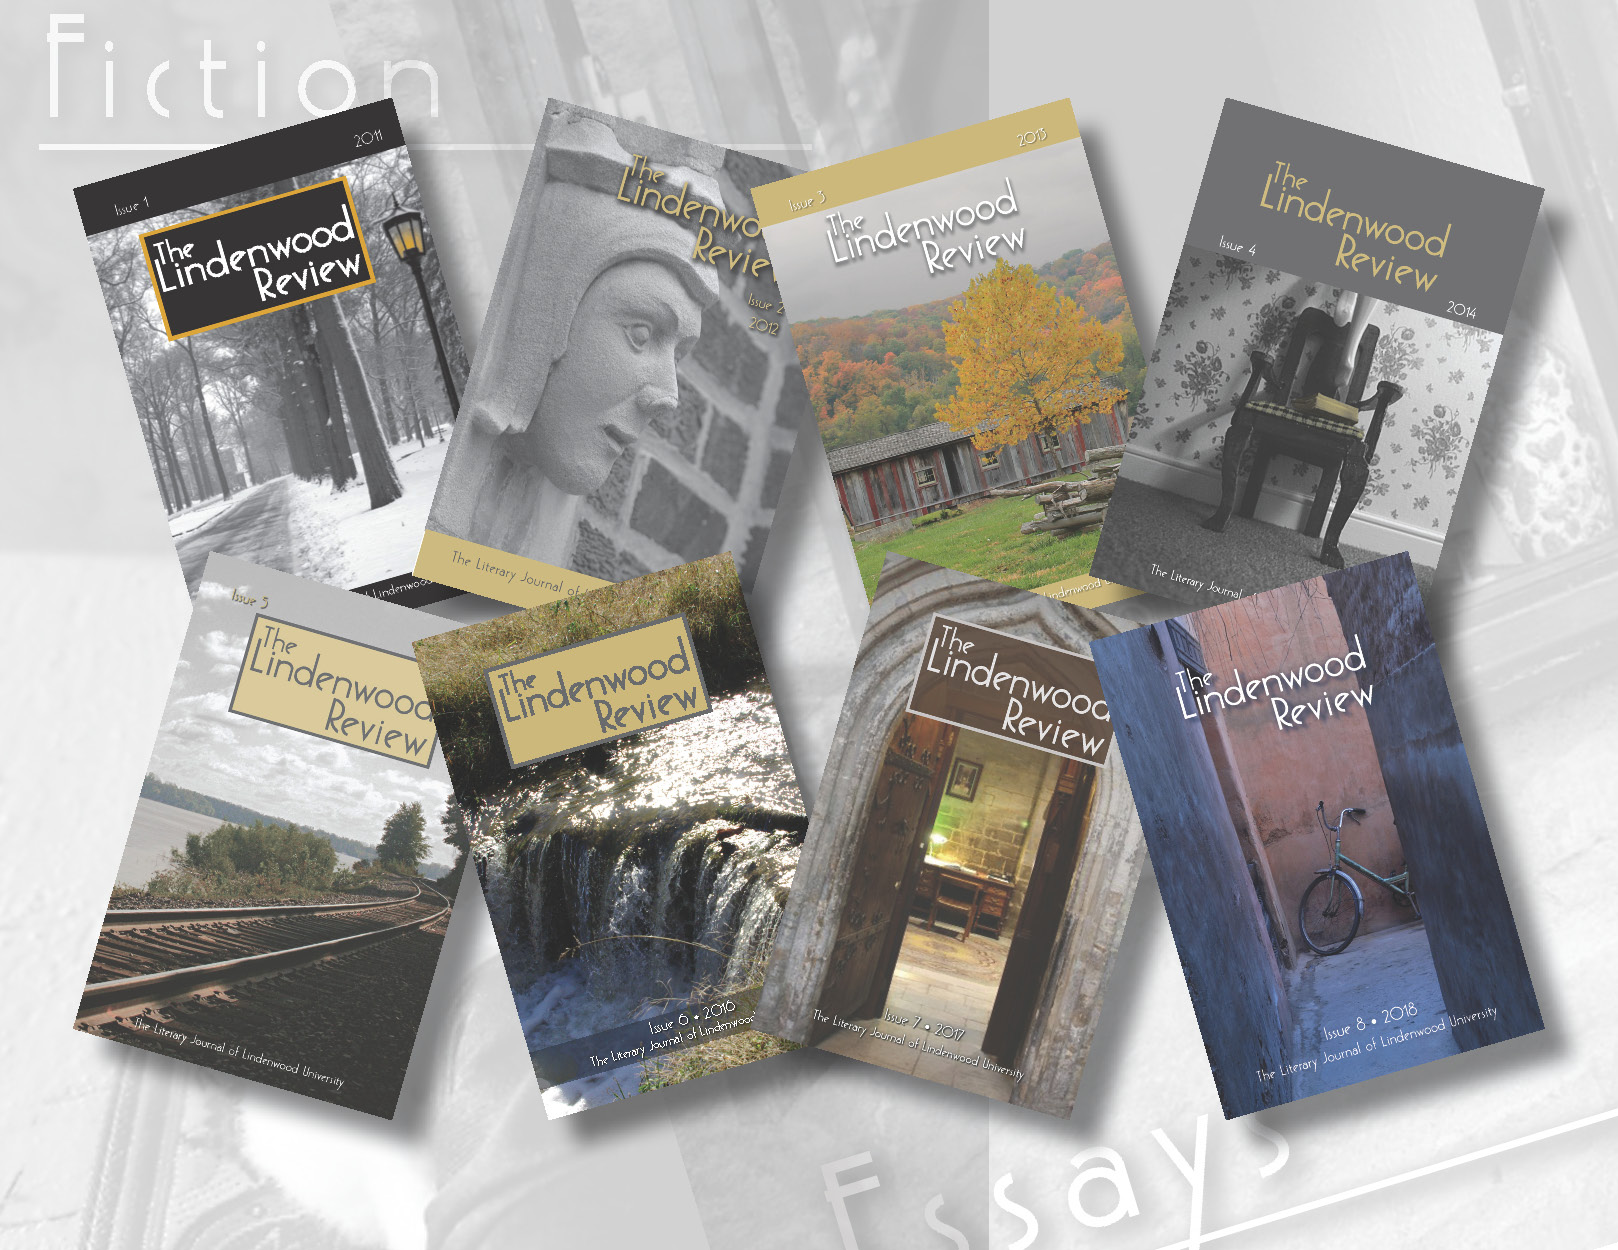 Fiction
2011
Issue 1
The
Lindenwood
Review
Lindenwood
The
Lindenwo
Review
Issue 2
2012
The Literary Journal of
2013
Issue 3
The
Lindenwood
Review
Lindenwood
The
Lindenwood
Review
Issue 4
2014
The Literary Journal
Issue 5
The
Lindenwood
Review
The Literary Journal of Lindenwood University
The
Lindenwood
Review
Issue 6 • 2016
The Literary Journal of Lindenwood
The
Lindenwood
Review
Issue 7 • 2017
The Literary Journal of Lindenwood University
The
Lindenwood
Review
Issue 8 • 2018
The Literary Journal of Lindenwood University
Essays